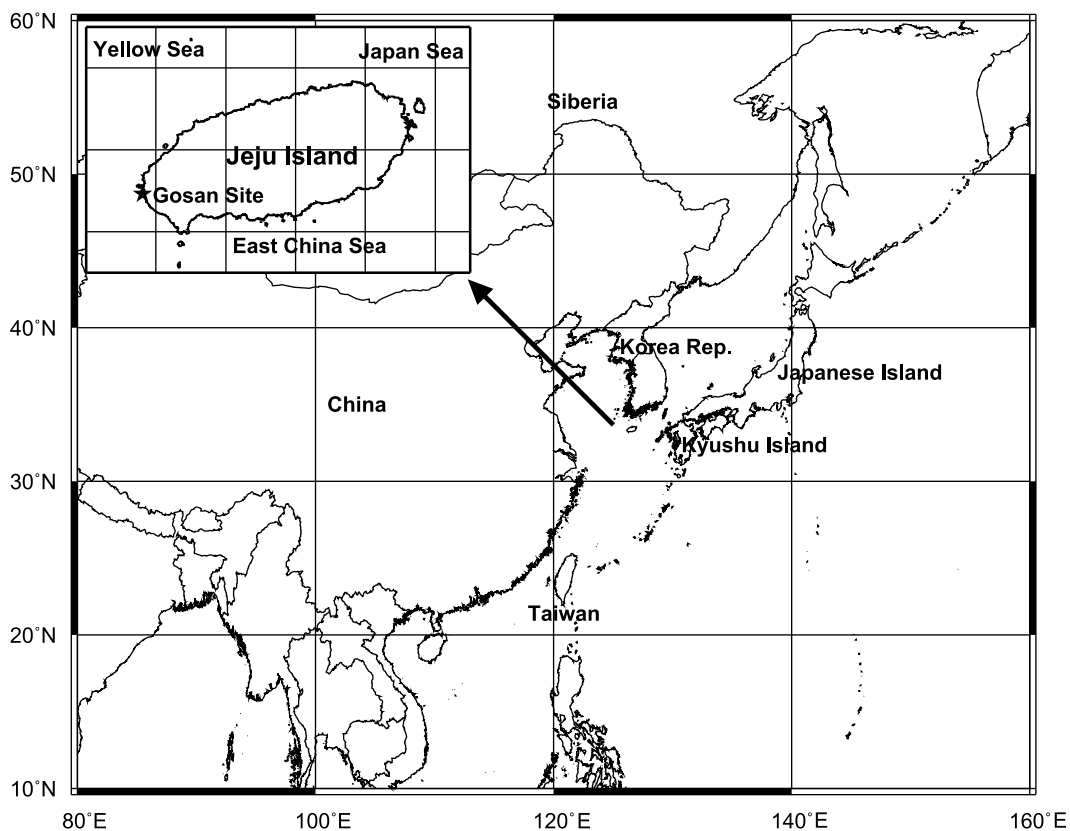 60˚N
Yellow Sea
Japan Sea
Siberia
Jeju Island
50˚N
Gosan Site
East China Sea
40˚N
Korea Rep.
Japanese Island
China
Kyushu Island
30˚N
Taiwan
20˚N
10˚N
80˚E
100˚E
120˚E
140˚E
160˚E